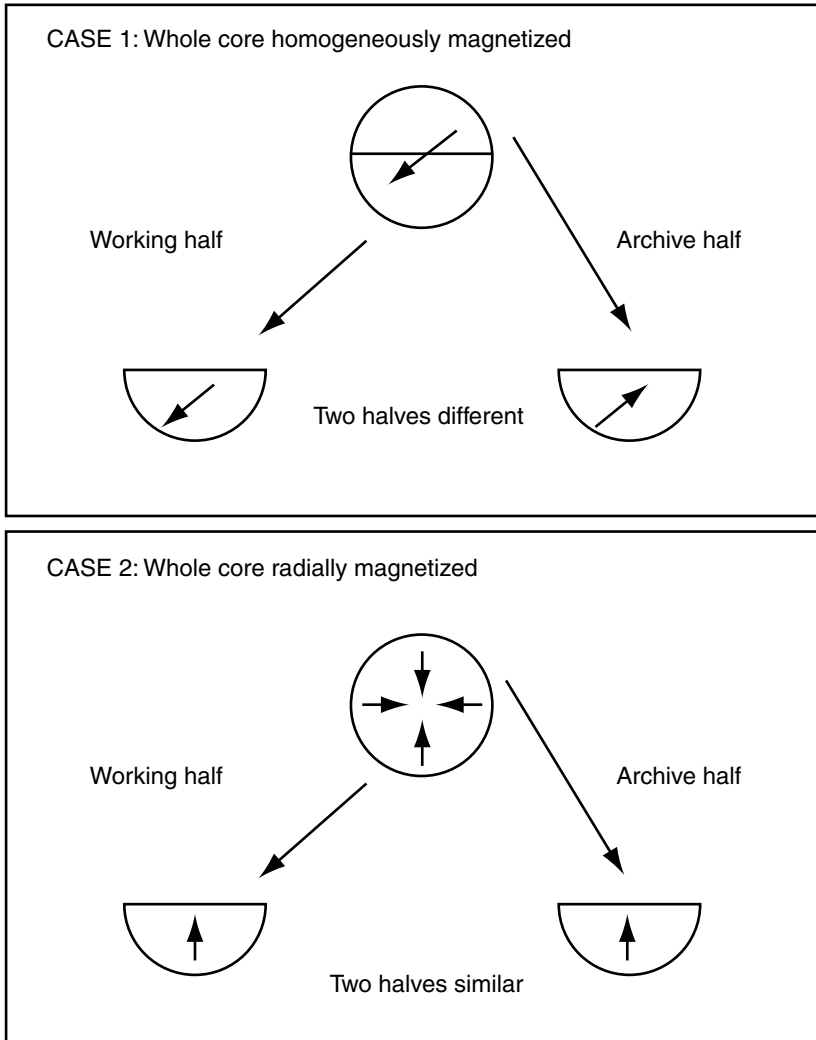 CASE 1: Whole core homogeneously magnetized
Working half
Archive half
Two halves different
CASE 2: Whole core radially magnetized
Working half
Archive half
Two halves similar